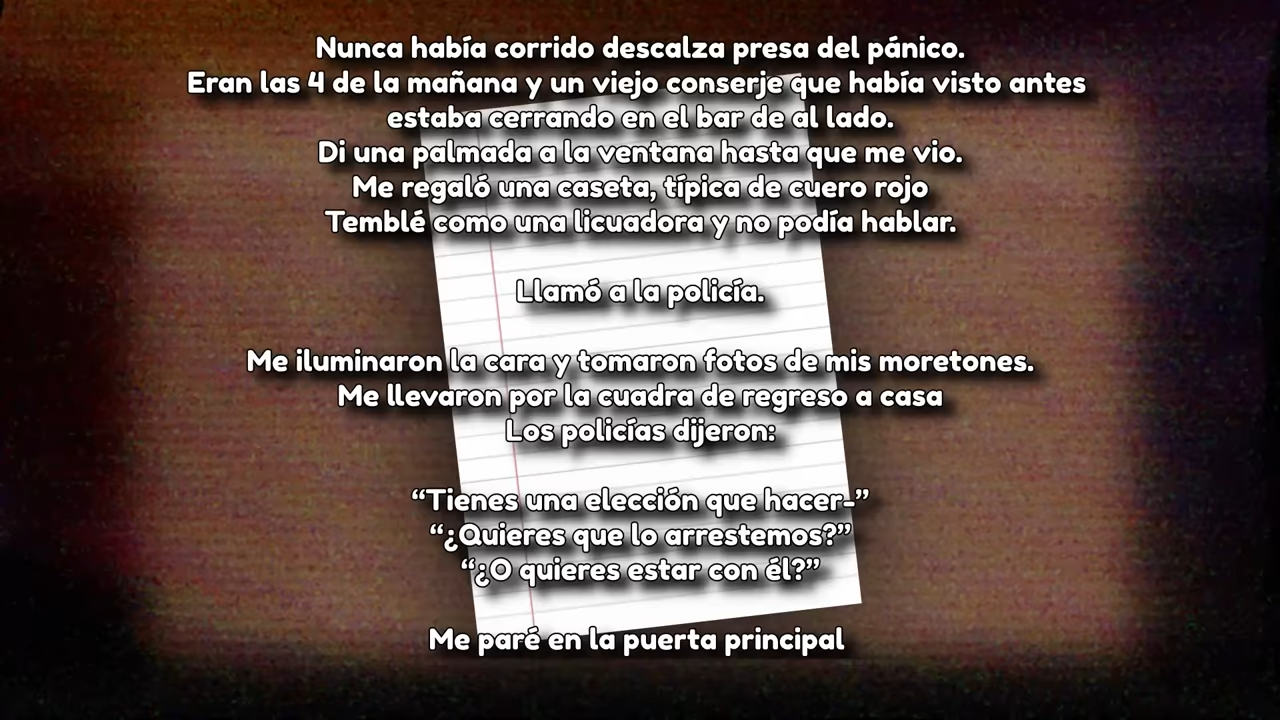 Nunca había corrido descalza presa del pánico.
Eran las 4 de la mañana y un viejo conserje que había visto antes
estaba cerrando en el bar de al lado.
Di una palmada a la ventana hasta que me vio.
Me regaló una caseta, típica de cuero rojo
Temblé como una licuadora y no podía hablar.
Llamó a la policía.
Me iluminaron la cara y tomaron fotos de mis moretones.
Me llevaron por la cuadra de regreso a casa
Los policías dijeron:
“Tienes una elección que hacer-”
“¿Quieres que lo arrestemos?”
“¿O quieres estar con él?”
Me paré en la puerta principal